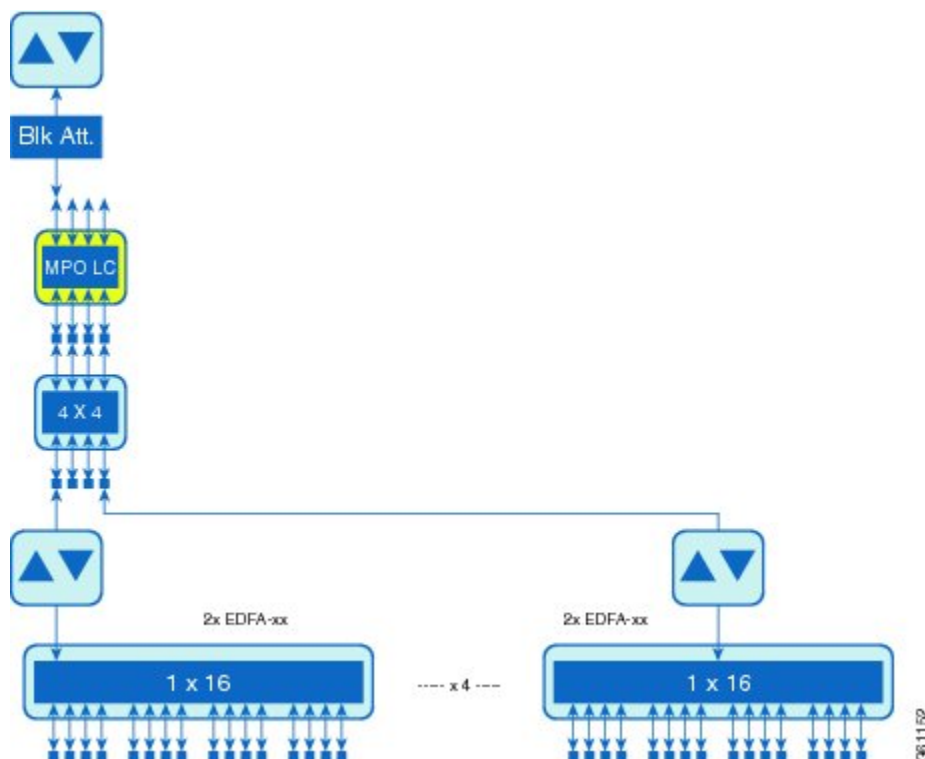 Blk Att.
MPO LC
4 X 4
2x EDFA-xx
2x EDFA-xx
1 x 16
----- x 4 -----
1 x 16
361152